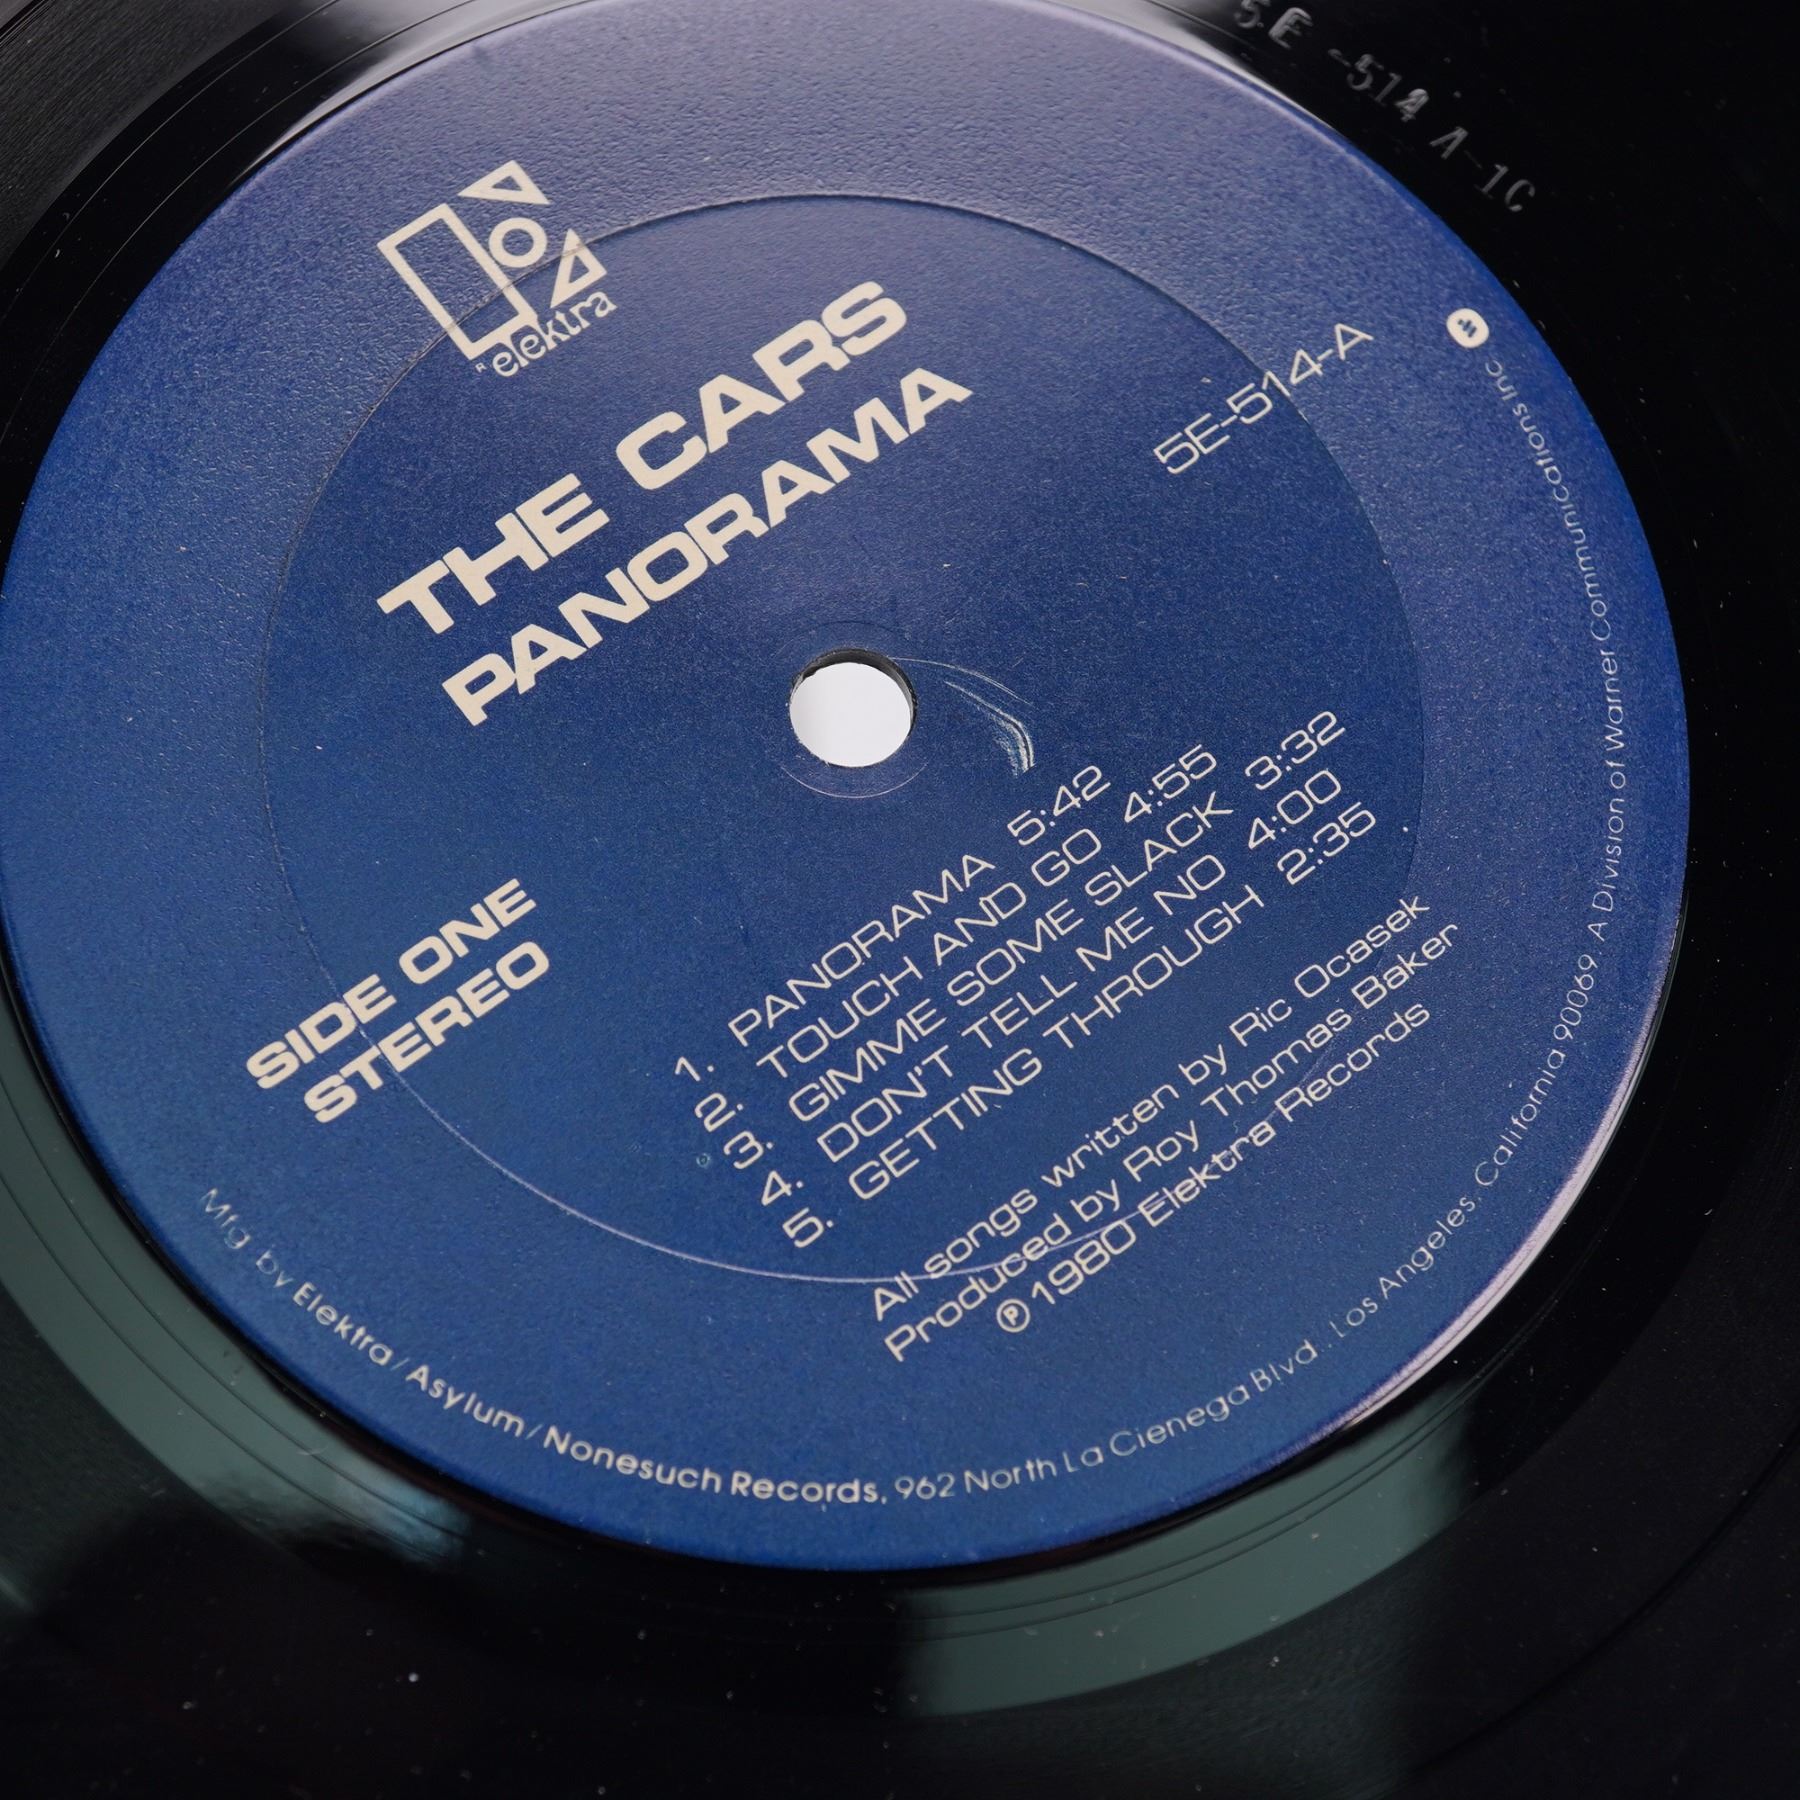 5E -514 A-1C
R elektra
THE CARS
PANORAMA
5E-514-A
SIDE ONE
STEREO
1. PANORAMA 5:42
2. TOUCH AND GO 4:55
3. GIMME SOME SLACK 3:32
4. DON'T TELL ME NO 4:00
5. GETTING THROUGH 2:35
All songs written by Ric Ocasek
Produced by Roy Thomas Baker
℗ 1980 Elektra Records
Mfg. by Elektra / Asylum / Nonesuch Records, 962 North La Cienega Blvd., Los Angeles, California 90069. A Division of Warner Communications Inc.